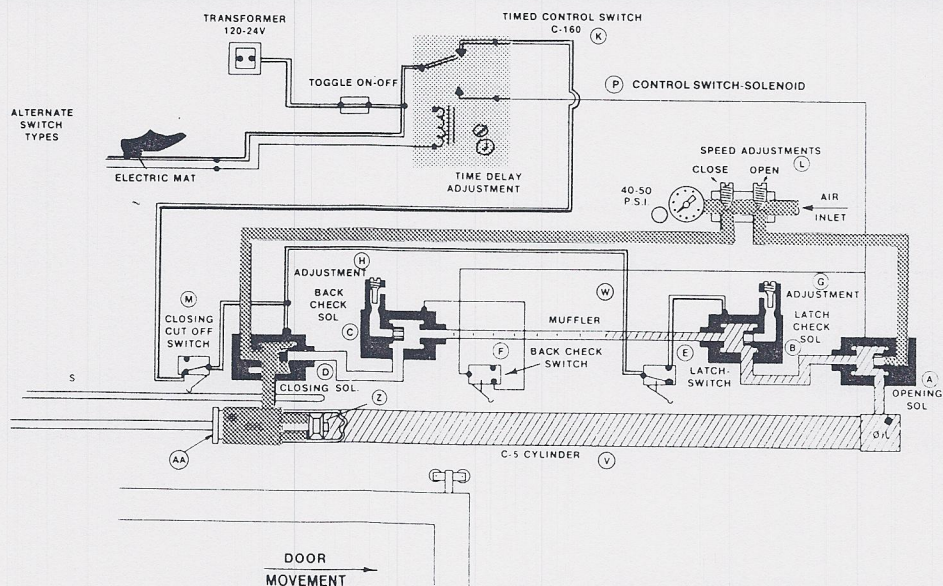 TRANSFORMER
120-24V
TIMED CONTROL SWITCH
C-160
K
TOGGLE ON-OFF
P
CONTROL SWITCH-SOLENOID
ALTERNATE
SWITCH
TYPES
ELECTRIC MAT
TIME DELAY
ADJUSTMENT
SPEED ADJUSTMENTS
L
CLOSE
OPEN
40-50
P.S.I.
AIR
INLET
H
ADJUSTMENT
BACK
CHECK
SOL
C
M
CLOSING
CUT OFF
SWITCH
W
MUFFLER
G
ADJUSTMENT
LATCH
CHECK
SOL
B
F
BACK CHECK
SWITCH
E
LATCH-
SWITCH
S
D
CLOSING SOL.
A
OPENING
SOL
Z
OIL
AA
C-5 CYLINDER
V
DOOR
MOVEMENT